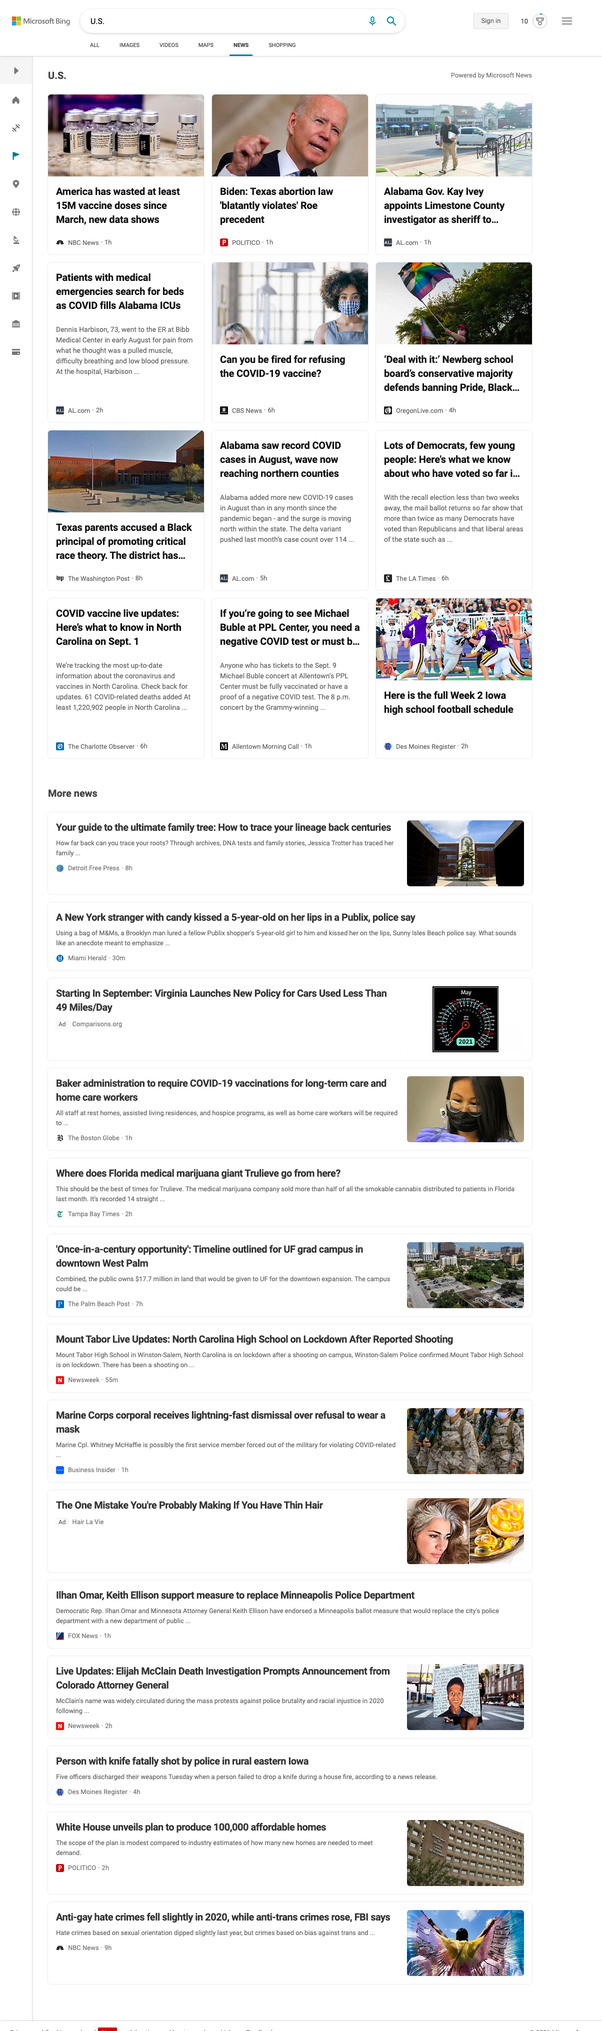 Microsoft Bing
U.S.
Sign in
10
ALL
IMAGES
VIDEOS
MAPS
NEWS
SHOPPING
U.S.
Powered by Microsoft News
America has wasted at least
15M vaccine doses since
March, new data shows
NBC News · 1h
Biden: Texas abortion law
'blatantly violates' Roe
precedent
POLITICO · 1h
Alabama Gov. Kay Ivey
appoints Limestone County
investigator as sheriff to...
AL.com · 1h
Patients with medical
emergencies search for beds
as COVID fills Alabama ICUs
Dennis Harbison, 73, went to the ER at Bibb
Medical Center in early August for pain from
what he thought was a pulled muscle,
difficulty breathing and low blood pressure.
At the hospital, Harbison ...
AL.com · 2h
Can you be fired for refusing
the COVID-19 vaccine?
CBS News · 6h
‘Deal with it:’ Newberg school
board’s conservative majority
defends banning Pride, Black...
OregonLive.com · 4h
Texas parents accused a Black
principal of promoting critical
race theory. The district has...
The Washington Post · 8h
Alabama saw record COVID
cases in August, wave now
reaching northern counties
Alabama added more new COVID-19 cases
in August than in any month since the
pandemic began - and the surge is moving
north within the state. The delta variant
pushed last month’s case count over 114 ...
AL.com · 5h
Lots of Democrats, few young
people: Here’s what we know
about who have voted so far i...
With the recall election less than two weeks
away, the mail ballot returns so far show that
more than twice as many Democrats have
voted than Republicans and that liberal areas
of the state such as ...
The LA Times · 6h
COVID vaccine live updates:
Here’s what to know in North
Carolina on Sept. 1
We’re tracking the most up-to-date
information about the coronavirus and
vaccines in North Carolina. Check back for
updates. 61 COVID-related deaths added At
least 1,220,902 people in North Carolina ...
The Charlotte Observer · 6h
If you’re going to see Michael
Buble at PPL Center, you need a
negative COVID test or must b...
Anyone who has tickets to the Sept. 9
Michael Buble concert at Allentown’s PPL
Center must be fully vaccinated or have a
proof of a negative COVID test. The 8 p.m.
concert by the Grammy-winning ...
Allentown Morning Call · 1h
Here is the full Week 2 Iowa
high school football schedule
Des Moines Register · 2h
More news
Your guide to the ultimate family tree: How to trace your lineage back centuries
How far back can you trace your roots? Through archives, DNA tests and family stories, Jessica Trotter has traced her
family ...
Detroit Free Press · 8h
A New York stranger with candy kissed a 5-year-old on her lips in a Publix, police say
Using a bag of M&Ms, a Brooklyn man lured a fellow Publix shopper’s 5-year-old girl to him and kissed her on the lips, Sunny Isles Beach police say. What sounds
like an anecdote meant to emphasize ...
Miami Herald · 30m
Starting In September: Virginia Launches New Policy for Cars Used Less Than
49 Miles/Day
Ad Comparisons.org
May
2021
Baker administration to require COVID-19 vaccinations for long-term care and
home care workers
All staff at rest homes, assisted living residences, and hospice programs, as well as home care workers will be required
to ...
The Boston Globe · 1h
Where does Florida medical marijuana giant Trulieve go from here?
This should be the best of times for Trulieve. The medical marijuana company sold more than half of all the smokable cannabis distributed to patients in Florida
last month. It’s recorded 14 straight ...
Tampa Bay Times · 2h
'Once-in-a-century opportunity': Timeline outlined for UF grad campus in
downtown West Palm
Combined, the public owns $17.7 million in land that would be given to UF for the downtown expansion. The campus
could be ...
The Palm Beach Post · 7h
Mount Tabor Live Updates: North Carolina High School on Lockdown After Reported Shooting
Mount Tabor High School in Winston-Salem, North Carolina is on lockdown after a shooting on campus, Winston-Salem Police confirmed.Mount Tabor High School
is on lockdown. There has been a shooting on ...
Newsweek · 55m
Marine Corps corporal receives lightning-fast dismissal over refusal to wear a
mask
Marine Cpl. Whitney McHaffie is possibly the first service member forced out of the military for violating COVID-related
...
Business Insider · 1h
The One Mistake You're Probably Making If You Have Thin Hair
Ad Hair La Vie
Ilhan Omar, Keith Ellison support measure to replace Minneapolis Police Department
Democratic Rep. Ilhan Omar and Minnesota Attorney General Keith Ellison have endorsed a Minneapolis ballot measure that would replace the city's police
department with a new department of public ...
FOX News · 1h
Live Updates: Elijah McClain Death Investigation Prompts Announcement from
Colorado Attorney General
McClain's name was widely circulated during the mass protests against police brutality and racial injustice in 2020
following ...
Newsweek · 2h
Person with knife fatally shot by police in rural eastern Iowa
Five officers discharged their weapons Tuesday when a person failed to drop a knife during a house fire, according to a news release.
Des Moines Register · 4h
White House unveils plan to produce 100,000 affordable homes
The scope of the plan is modest compared to industry estimates of how many new homes are needed to meet
demand.
POLITICO · 2h
Anti-gay hate crimes fell slightly in 2020, while anti-trans crimes rose, FBI says
Hate crimes based on sexual orientation dipped slightly last year, but crimes based on bias against trans and ...
NBC News · 9h